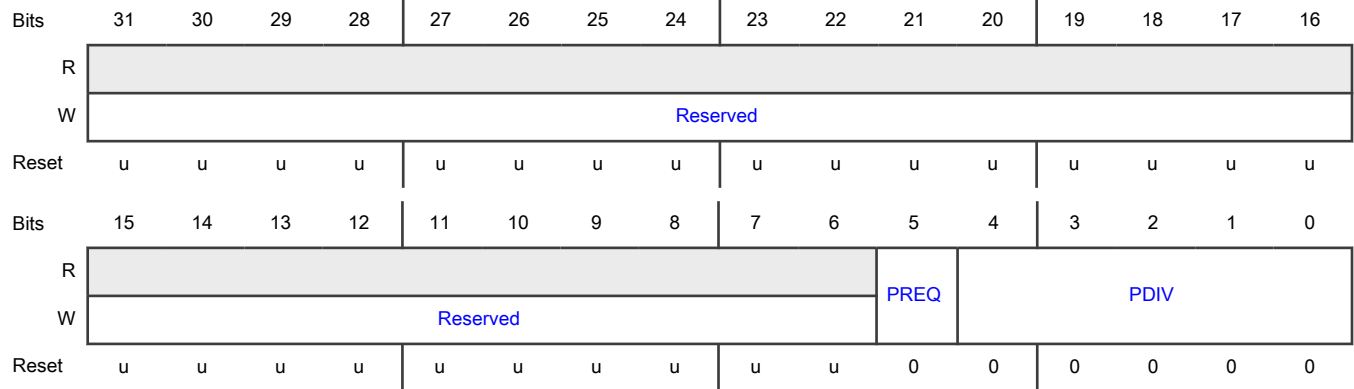 Bits 31 30 29 28 27 26 25 24 23 22 21 20 19 18 17 16
R
W Reserved
Reset u u u u u u u u u u u u u u u u
Bits 15 14 13 12 11 10 9 8 7 6 5 4 3 2 1 0
R
PREQ PDIV
W Reserved
Reset u u u u u u u u u u 0 0 0 0 0 0